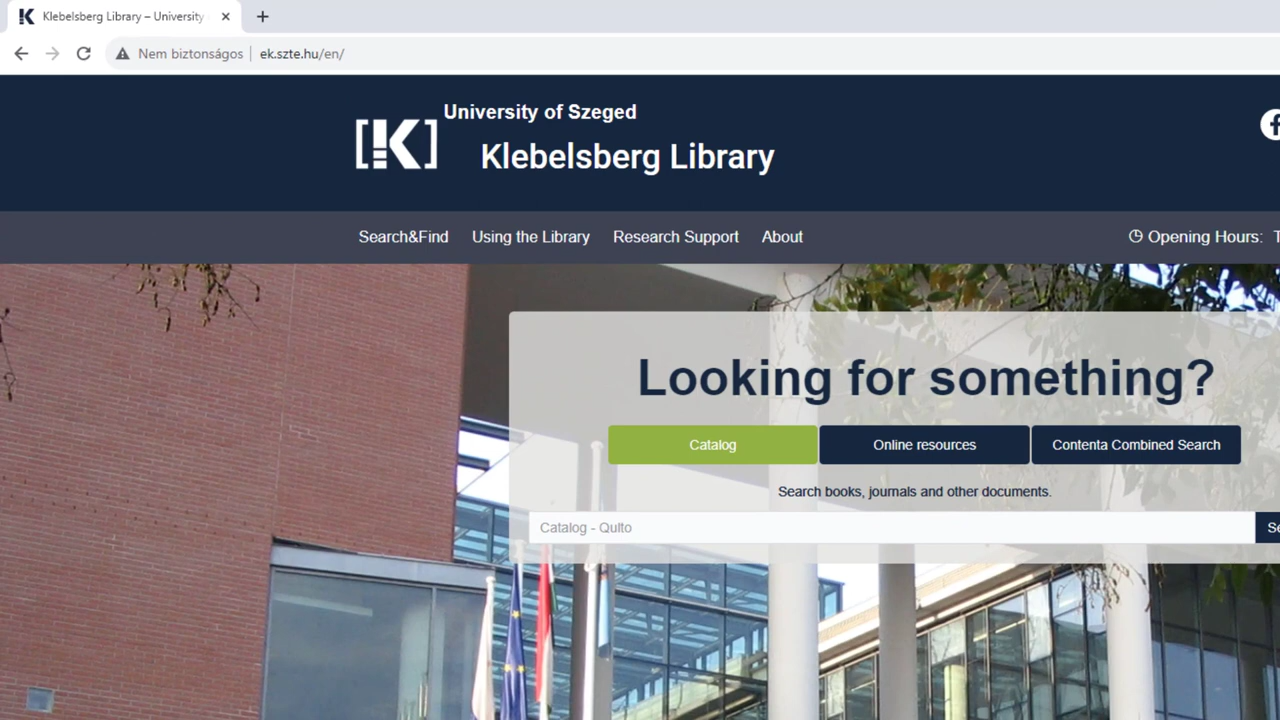 Klebelsberg Library – University
Nem biztonságos
ek.szte.hu/en/
University of Szeged
Klebelsberg Library
Search&Find
Using the Library
Research Support
About
Opening Hours:
Looking for something?
Catalog
Online resources
Contenta Combined Search
Search books, journals and other documents.
Catalog - Qulto